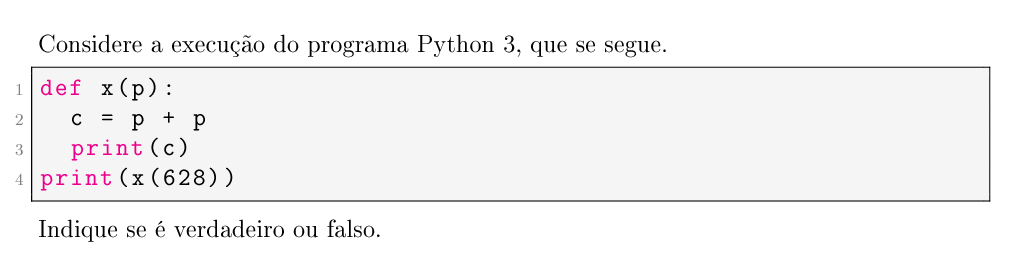 Considere a execução do programa Python 3, que se segue.
1 def x(p):
2   c = p + p
3   print(c)
4 print(x(628))
Indique se é verdadeiro ou falso.